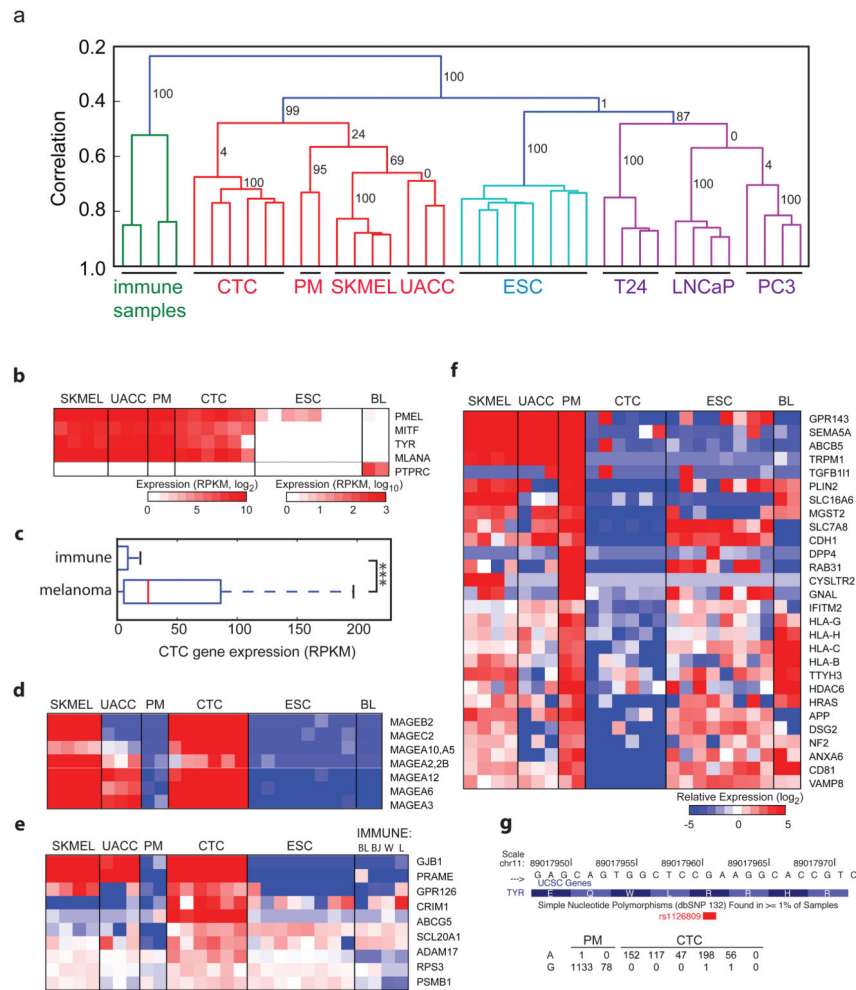 a
0.2
0.4
0.6
0.8
1.0
Correlation
100
100
99
1
4
24
87
100
95
69
0
100
100
100
0
4
100
100
immune samples
CTC
PM
SKMEL
UACC
ESC
T24
LNCaP
PC3
b
SKMEL UACC PM CTC ESC BL
PMEL
MITF
TYR
MLANA
PTPRC
Expression (RPKM, log2)
0 5 10
Expression (RPKM, log10)
0 1 2 3
c
immune
melanoma
***
0 50 100 150 200
CTC gene expression (RPKM)
d
SKMEL UACC PM CTC ESC BL
MAGEB2
MAGEC2
MAGEA10,A5
MAGEA2,2B
MAGEA12
MAGEA6
MAGEA3
e
IMMUNE:
SKMEL UACC PM CTC ESC BL BJ W L
GJB1
PRAME
GPR126
CRIM1
ABCG5
SCL20A1
ADAM17
RPS3
PSMB1
f
SKMEL UACC PM CTC ESC BL
GPR143
SEMA5A
ABCB5
TRPM1
TGFB1I1
PLIN2
SLC16A6
MGST2
SLC7A8
CDH1
DPP4
RAB31
CYSLTR2
GNAL
IFITM2
HLA-G
HLA-H
HLA-C
HLA-B
TTYH3
HDAC6
HRAS
APP
DSG2
NF2
ANXA6
CD81
VAMP8
Relative Expression (log2)
-5 0 5
g
Scale
chr11: 89017950| 89017955| 89017960| 89017965| 89017970|
---> G A G C A G T G G C T C C G A A G G C A C C G T C
UCSC Genes
TYR E Q W L R R H R
Simple Nucleotide Polymorphisms (dbSNP 132) Found in >= 1% of Samples
rs1126809
PM CTC
A 1 0 152 117 47 198 56 0
G 1133 78 0 0 0 1 1 0